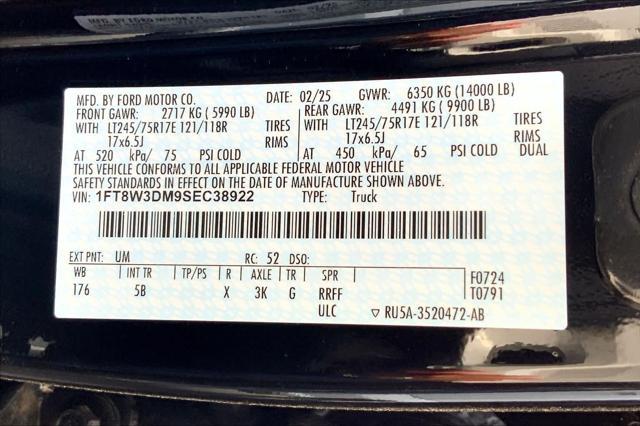 MFD. BY FORD MOTOR CO. DATE: 02/25 GVWR: 6350 KG (14000 LB)
FRONT GAWR: 2717 KG (5990 LB) REAR GAWR: 4491 KG (9900 LB)
WITH LT245/75R17E 121/118R TIRES WITH LT245/75R17E 121/118R TIRES
17x6.5J RIMS 17x6.5J RIMS
AT 520 kPa/ 75 PSI COLD AT 450 kPa/ 65 PSI COLD DUAL
THIS VEHICLE CONFORMS TO ALL APPLICABLE FEDERAL MOTOR VEHICLE
SAFETY STANDARDS IN EFFECT ON THE DATE OF MANUFACTURE SHOWN ABOVE.
VIN: 1FT8W3DM9SEC38922 TYPE: Truck
EXT PNT: UM RC: 52 DSO:
WB INT TR TP/PS R AXLE TR SPR F0724
176 5B X 3K G RRFF T0791
ULC ▽ RU5A-3520472-AB